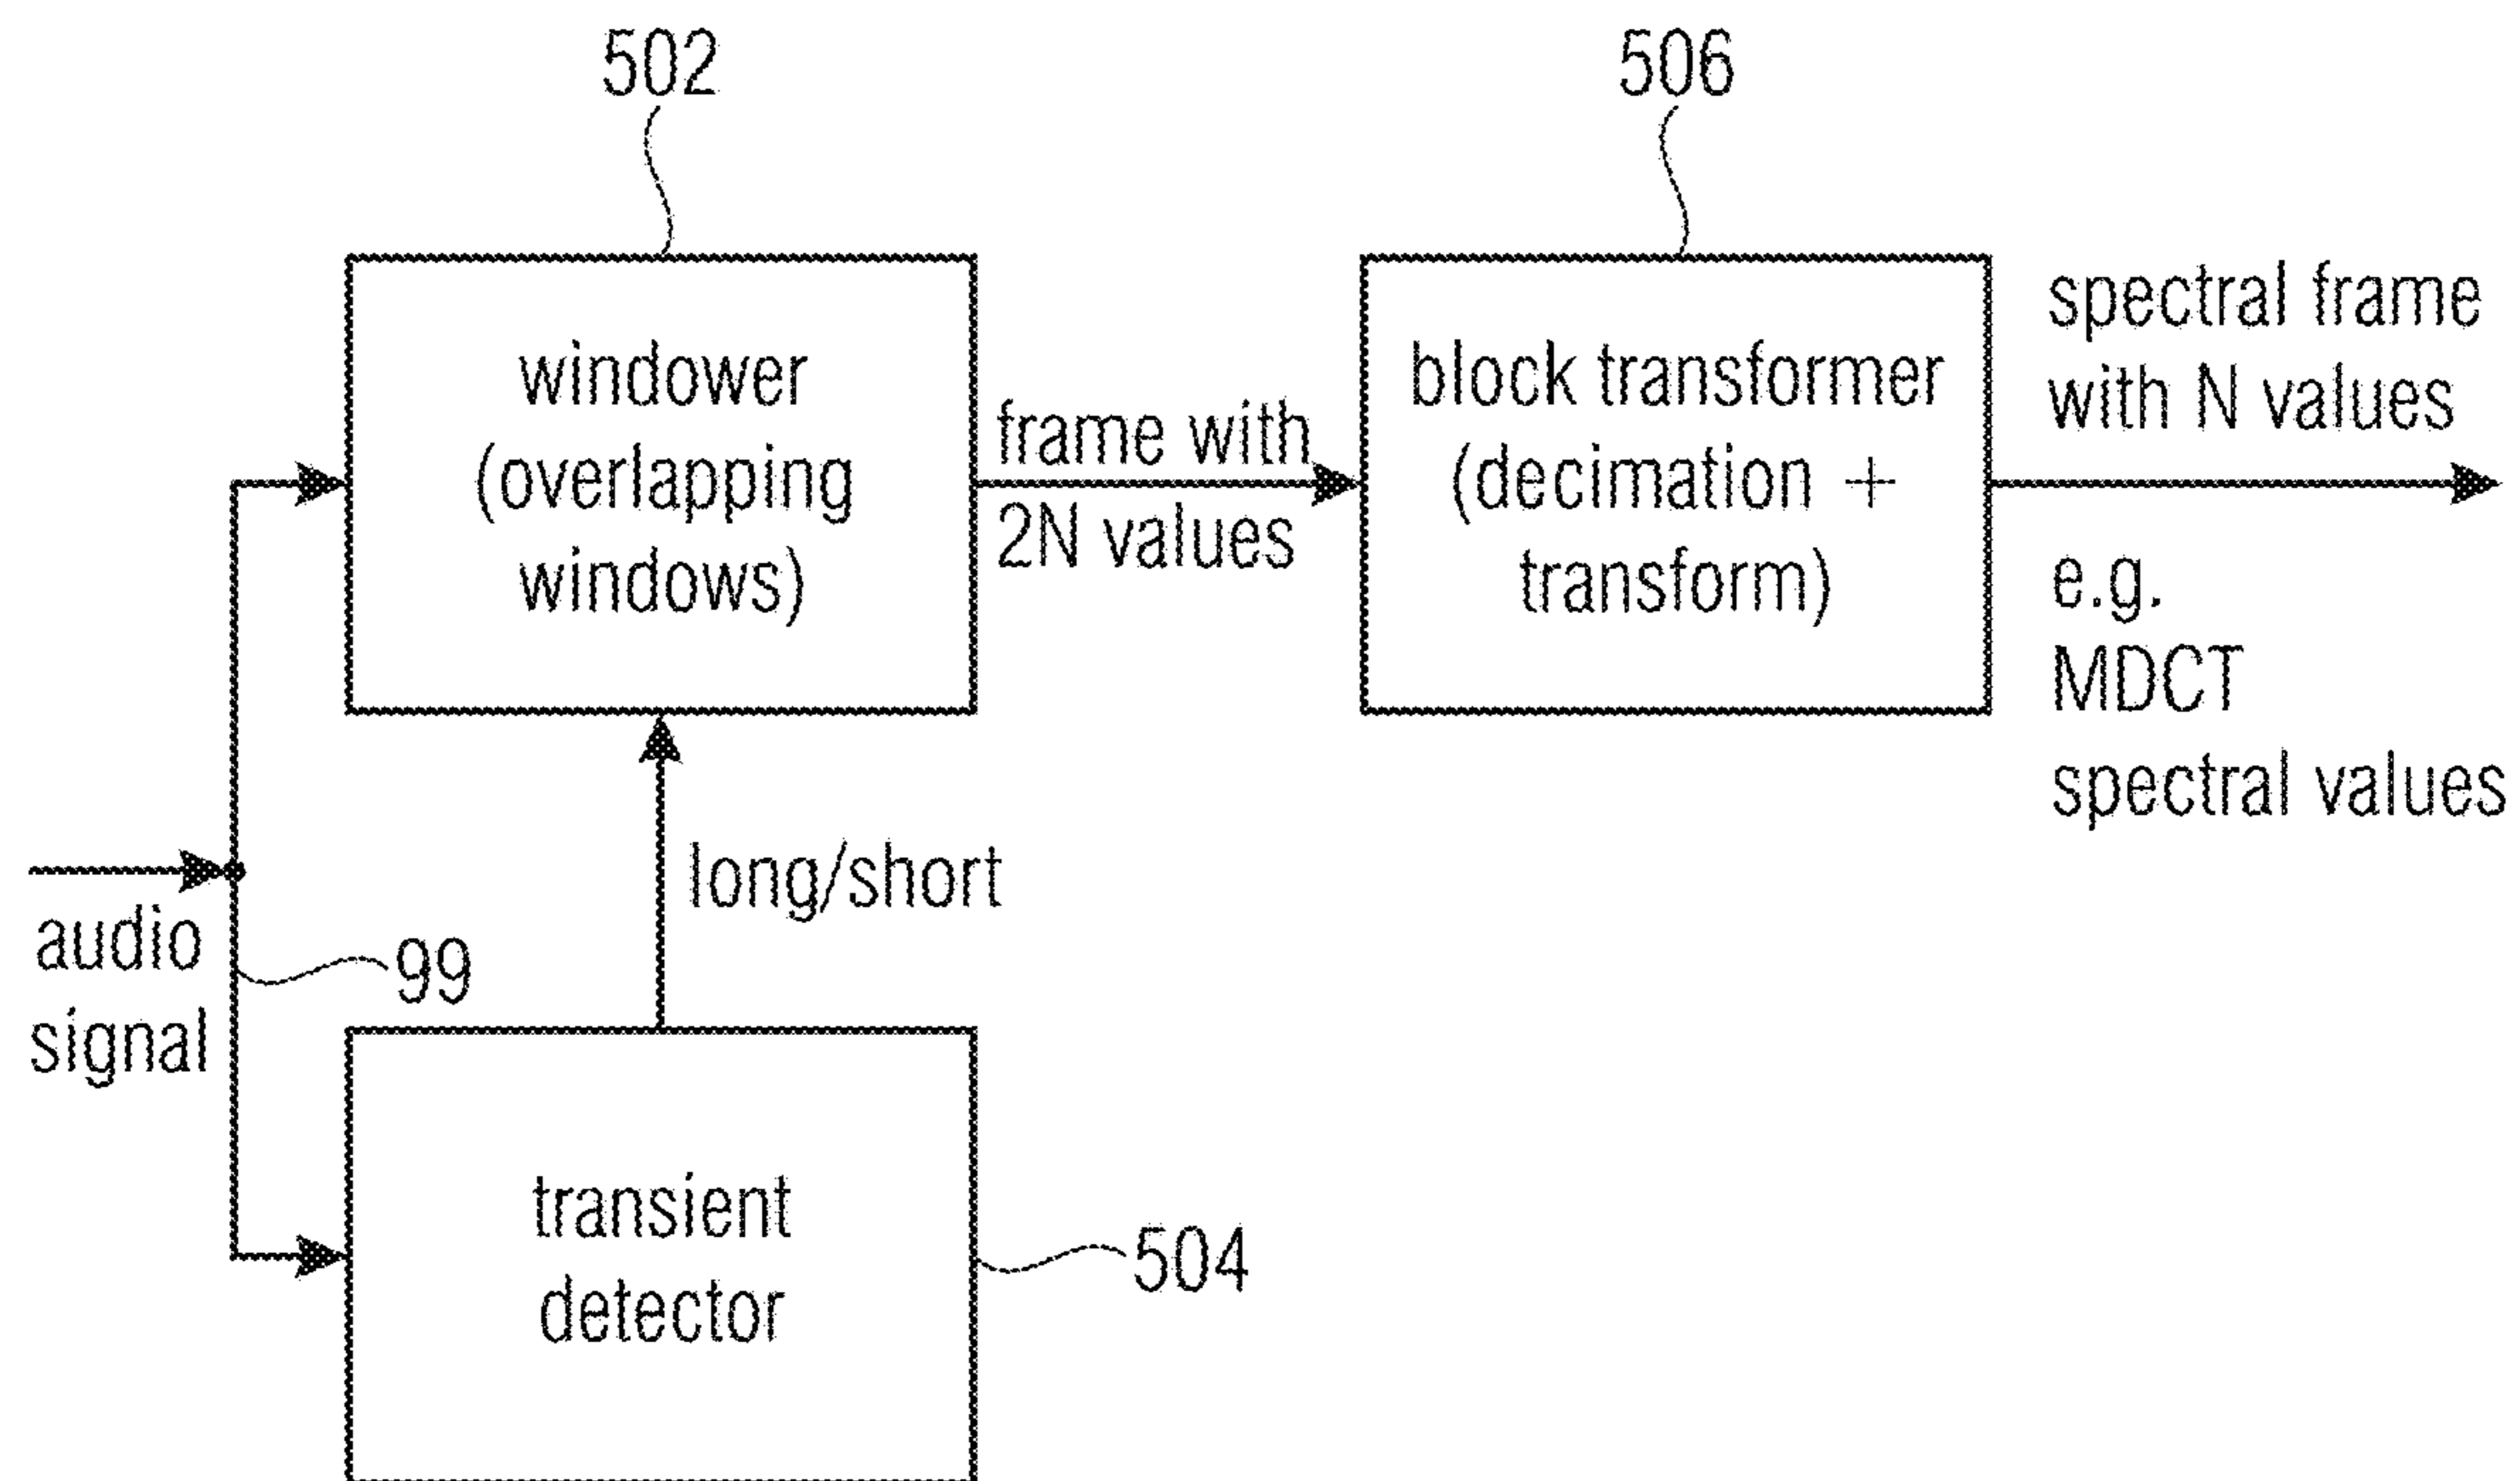 502
506
windower
(overlapping
windows)
frame with
2N values
block transformer
(decimation +
transform)
spectral frame
with N values
e.g.
MDCT
spectral values
long/short
audio
signal
99
transient
detector
504